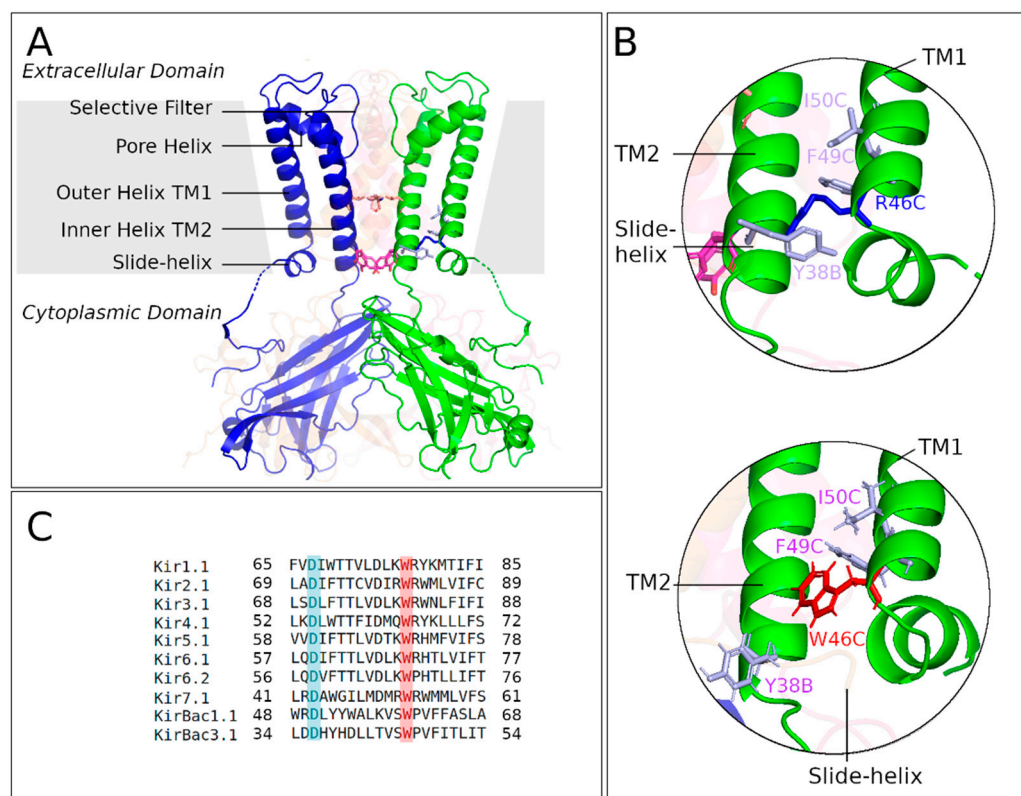 A
Extracellular Domain
Selective Filter
Pore Helix
Outer Helix TM1
Inner Helix TM2
Slide-helix
Cytoplasmic Domain
B
TM1
I50C
TM2
F49C
R46C
Slide-
helix
Y38B
TM1
I50C
F49C
TM2
W46C
Y38B
Slide-helix
C
Kir1.1 65 FVDIWTTVLDLKWRYKMTIFI 85
Kir2.1 69 LADIFTTCVDIRWRWMLVIFC 89
Kir3.1 68 LSDLFTTLVDLKWRWNLFIFI 88
Kir4.1 52 LKDLWTTFIDMQWRYKLLLFS 72
Kir5.1 58 VVDIFTTLVDTKWRHMFVIFS 78
Kir6.1 57 LQDIFTTLVDLKWRHTLVIFT 77
Kir6.2 56 LQDVFTTLVDLKWPHTLLIFT 76
Kir7.1 41 LRDAWGILMDMRWRWMMLVFS 61
KirBac1.1 48 WRDLYYWALKVSWPVFFASLA 68
KirBac3.1 34 LDDHYHDLLTVSWPVFITLIT 54